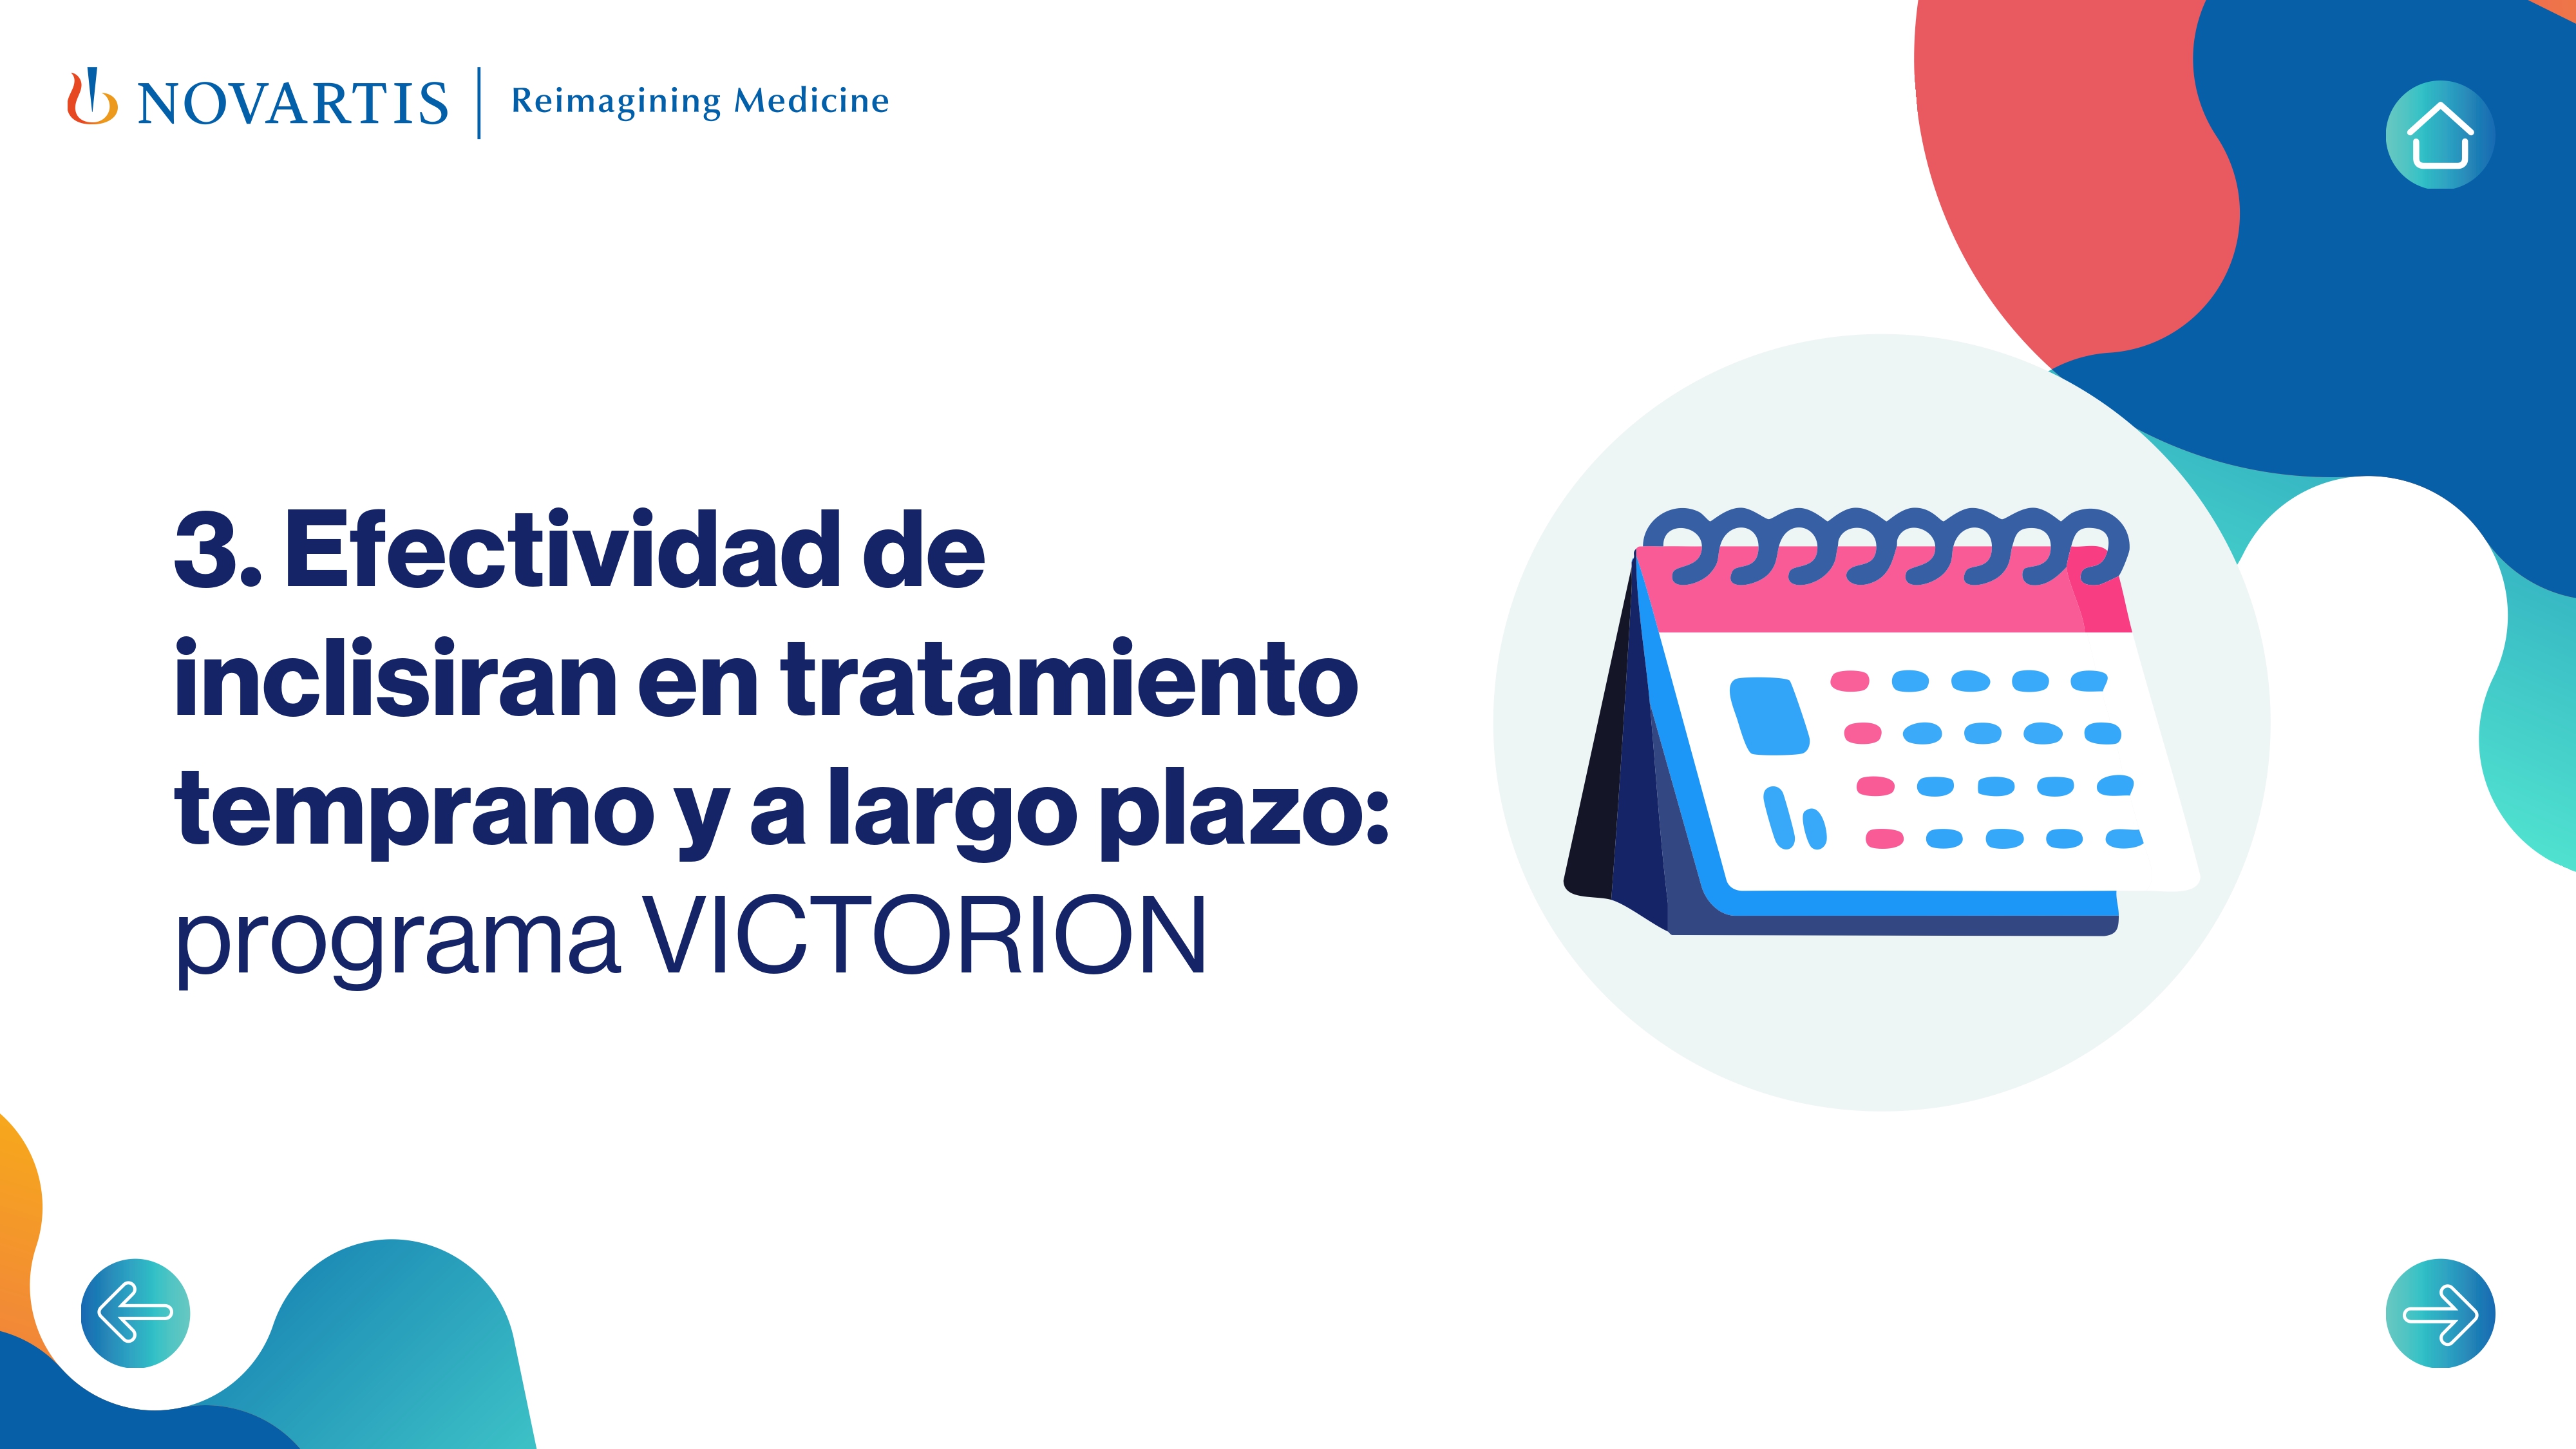 NOVARTIS | Reimagining Medicine
3. Efectividad de
inclisiran en tratamiento
temprano y a largo plazo:
programa VICTORION